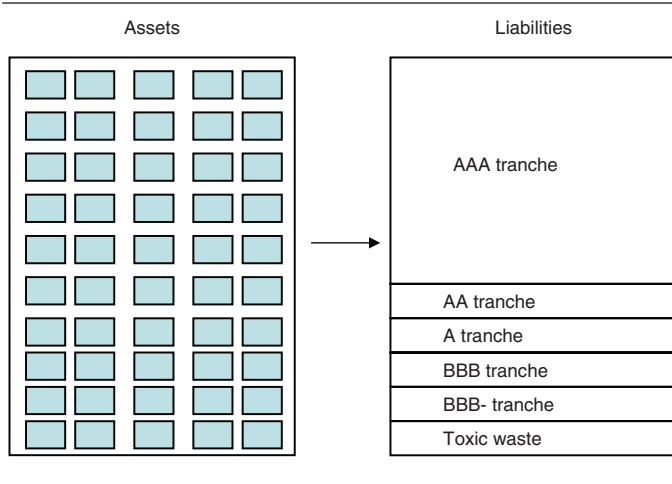 Assets
Liabilities
AAA tranche
AA tranche
A tranche
BBB tranche
BBB- tranche
Toxic waste